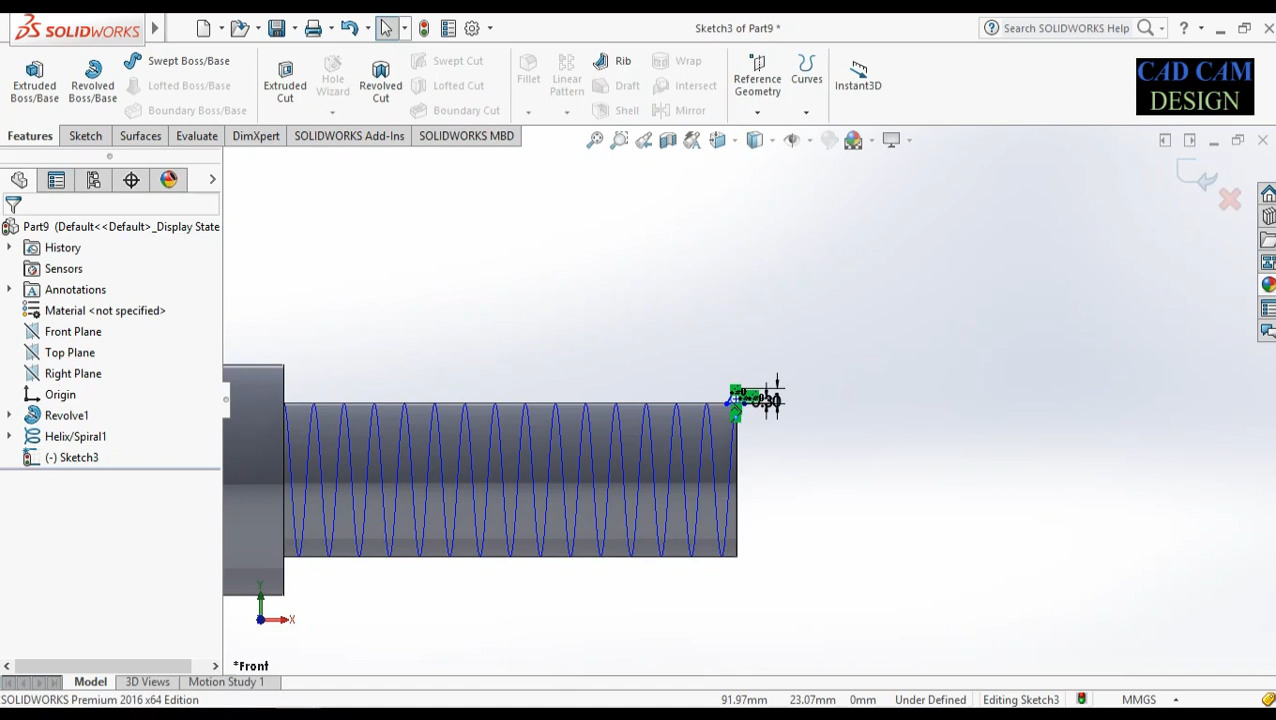 SOLIDWORKS
Sketch3 of Part9 *
Search SOLIDWORKS Help
?
Extruded Boss/Base
Revolved Boss/Base
Swept Boss/Base
Lofted Boss/Base
Boundary Boss/Base
Extruded Cut
Hole Wizard
Revolved Cut
Swept Cut
Lofted Cut
Boundary Cut
Fillet
Linear Pattern
Rib
Draft
Shell
Wrap
Intersect
Mirror
Reference Geometry
Curves
Instant3D
CAD CAM
DESIGN
Features
Sketch
Surfaces
Evaluate
DimXpert
SOLIDWORKS Add-Ins
SOLIDWORKS MBD
Part9 (Default<<Default>_Display State
History
Sensors
Annotations
Material <not specified>
Front Plane
Top Plane
Right Plane
Origin
Revolve1
Helix/Spiral1
(-) Sketch3
Y
X
*Front
Model
3D Views
Motion Study 1
SOLIDWORKS Premium 2016 x64 Edition
91.97mm
23.07mm
0mm
Under Defined
Editing Sketch3
MMGS